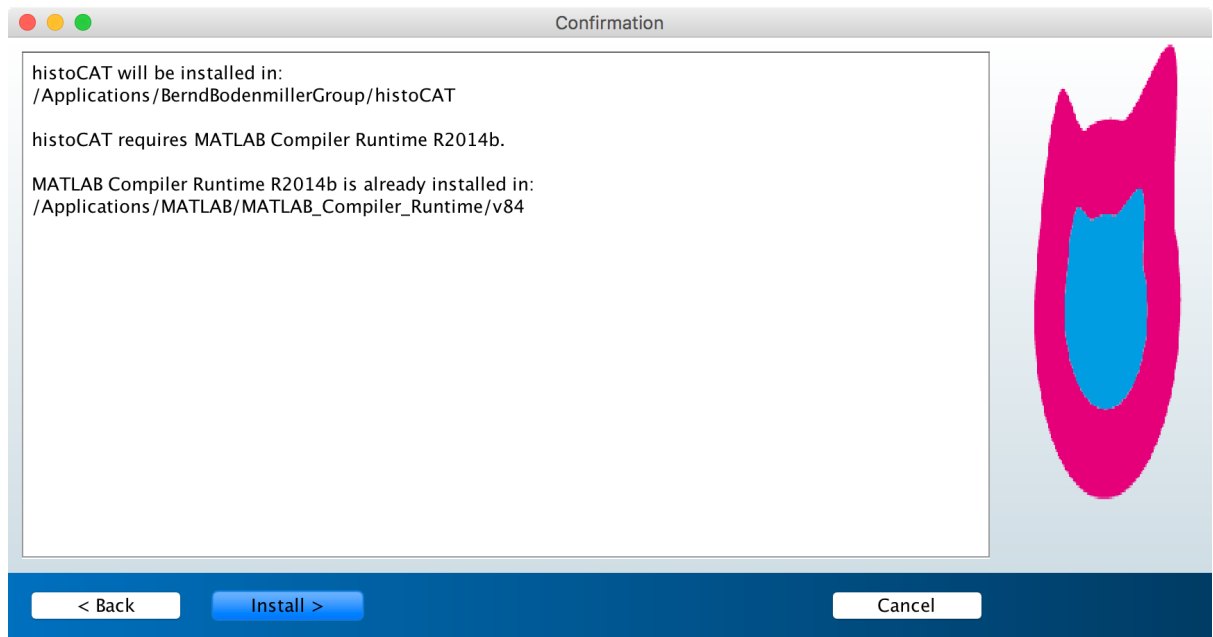 Confirmation
histoCAT will be installed in:
/Applications/BerndBodenmillerGroup/histoCAT
histoCAT requires MATLAB Compiler Runtime R2014b.
MATLAB Compiler Runtime R2014b is already installed in:
/Applications/MATLAB/MATLAB_Compiler_Runtime/v84
< Back
Install >
Cancel